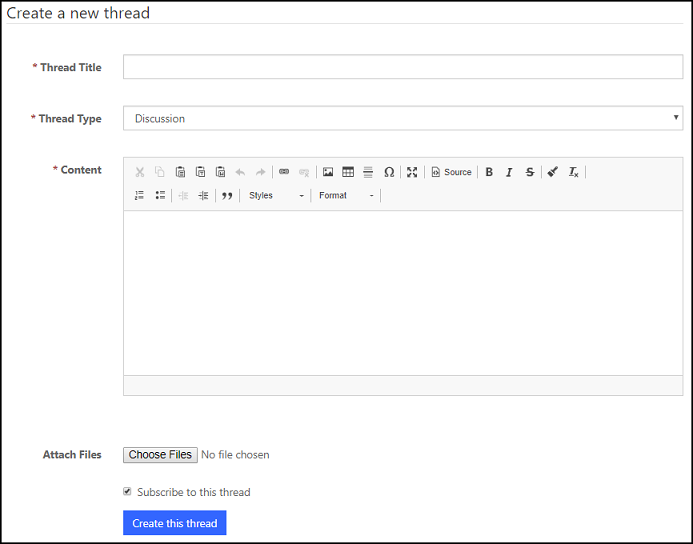 Create a new thread
* Thread Title
* Thread Type Discussion
* Content
Source B I S Tx
Styles Format
Attach Files Choose Files No file chosen
Subscribe to this thread
Create this thread